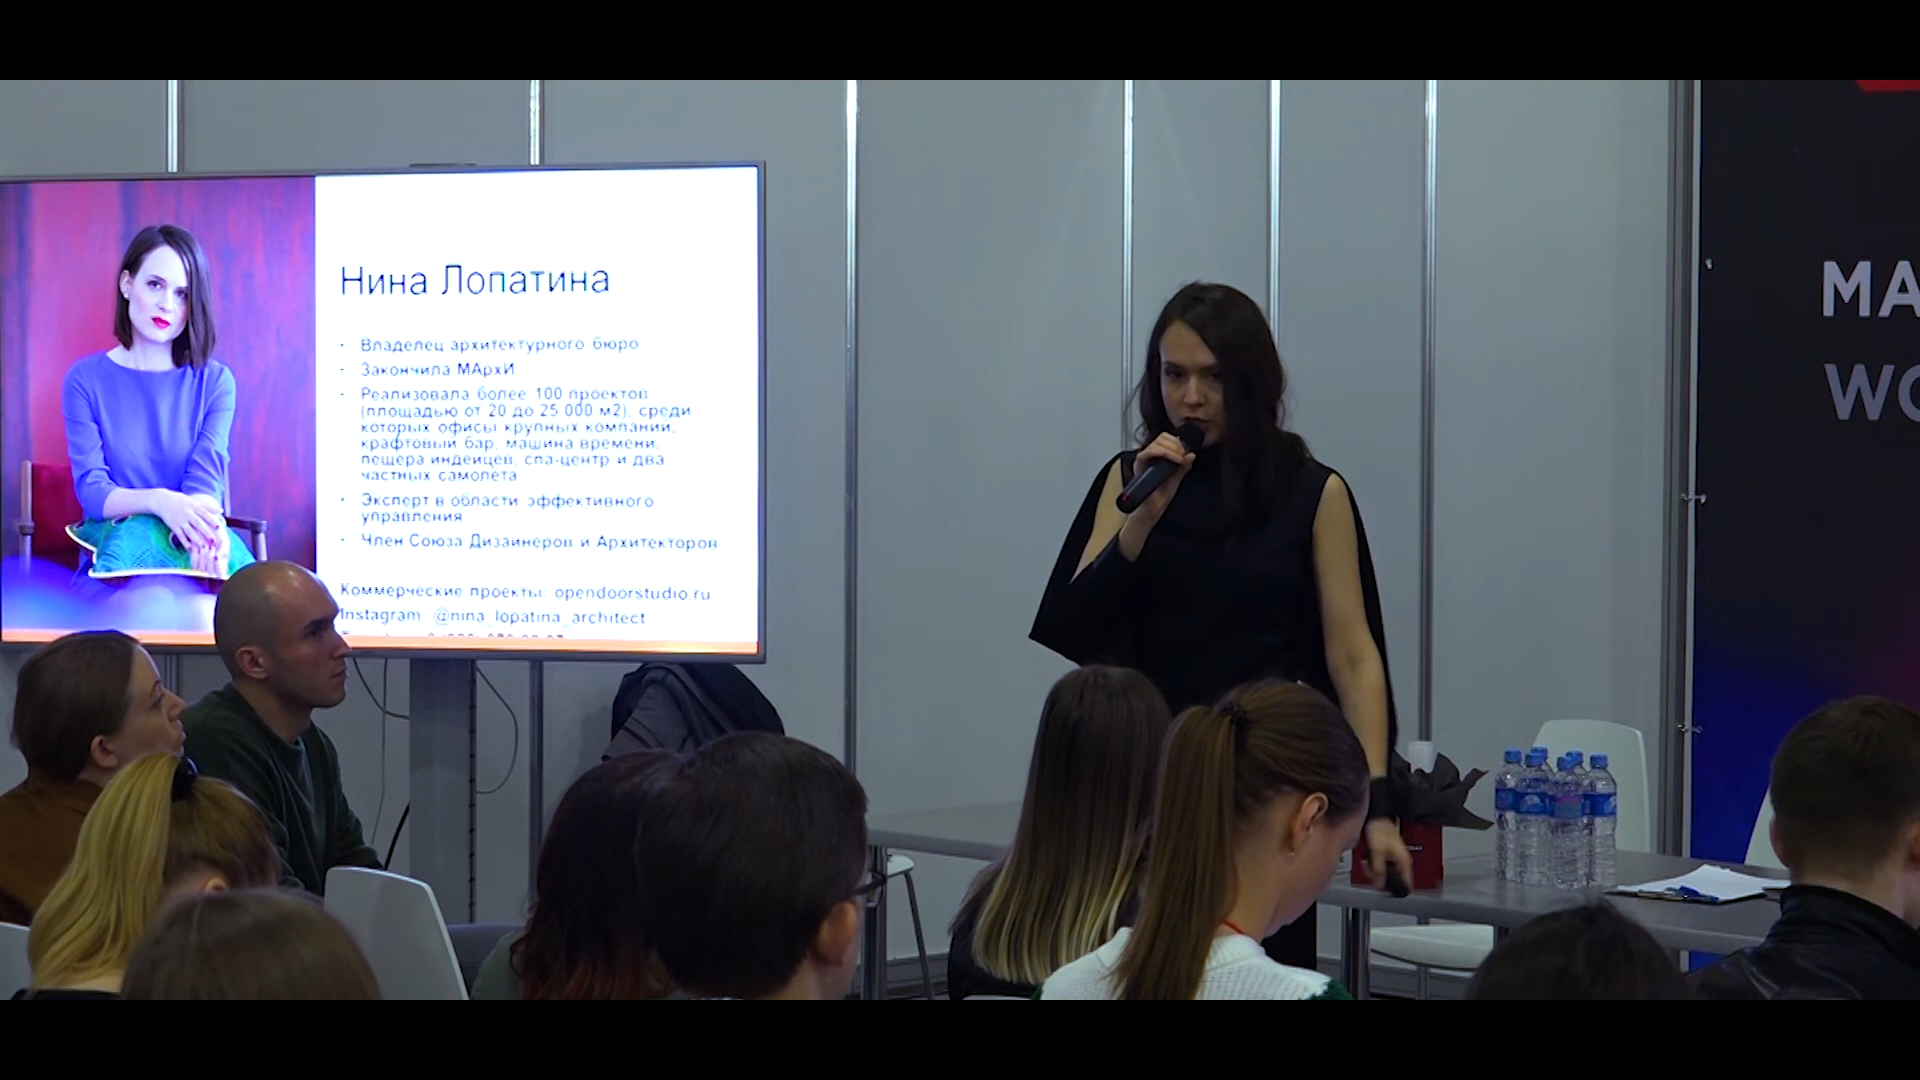 Нина Лопатина
· Владелец архитектурного бюро
· Закончила МАрхИ
· Реализовала более 100 проектов
(площадью от 20 до 25 000 м2), среди
которых офисы крупных компаний,
крафтовый бар, машина времени,
пещера индейцев, спа-центр и два
частных самолета
· Эксперт в области эффективного
управления
· Член Союза Дизайнеров и Архитекторов
Коммерческие проекты: opendoorstudio.ru
Instagram: @nina_lopatina_architect
MA
WO